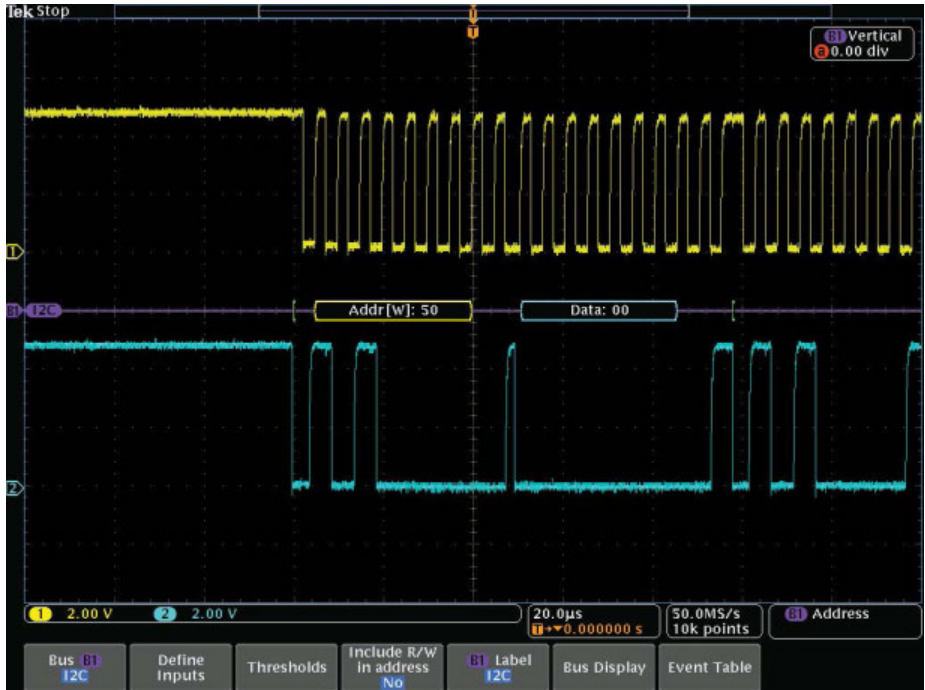 Tek Stop
T
T
B1 Vertical
a 0.00 div
1
B1 I2C
Addr[W]: 50
Data: 00
2
1 2.00 V 2 2.00 V
20.0μs
T→▼0.000000 s
50.0MS/s
10k points
B1 Address
Bus B1
I2C
Define
Inputs
Thresholds
Include R/W
in address
No
B1 Label
I2C
Bus Display
Event Table